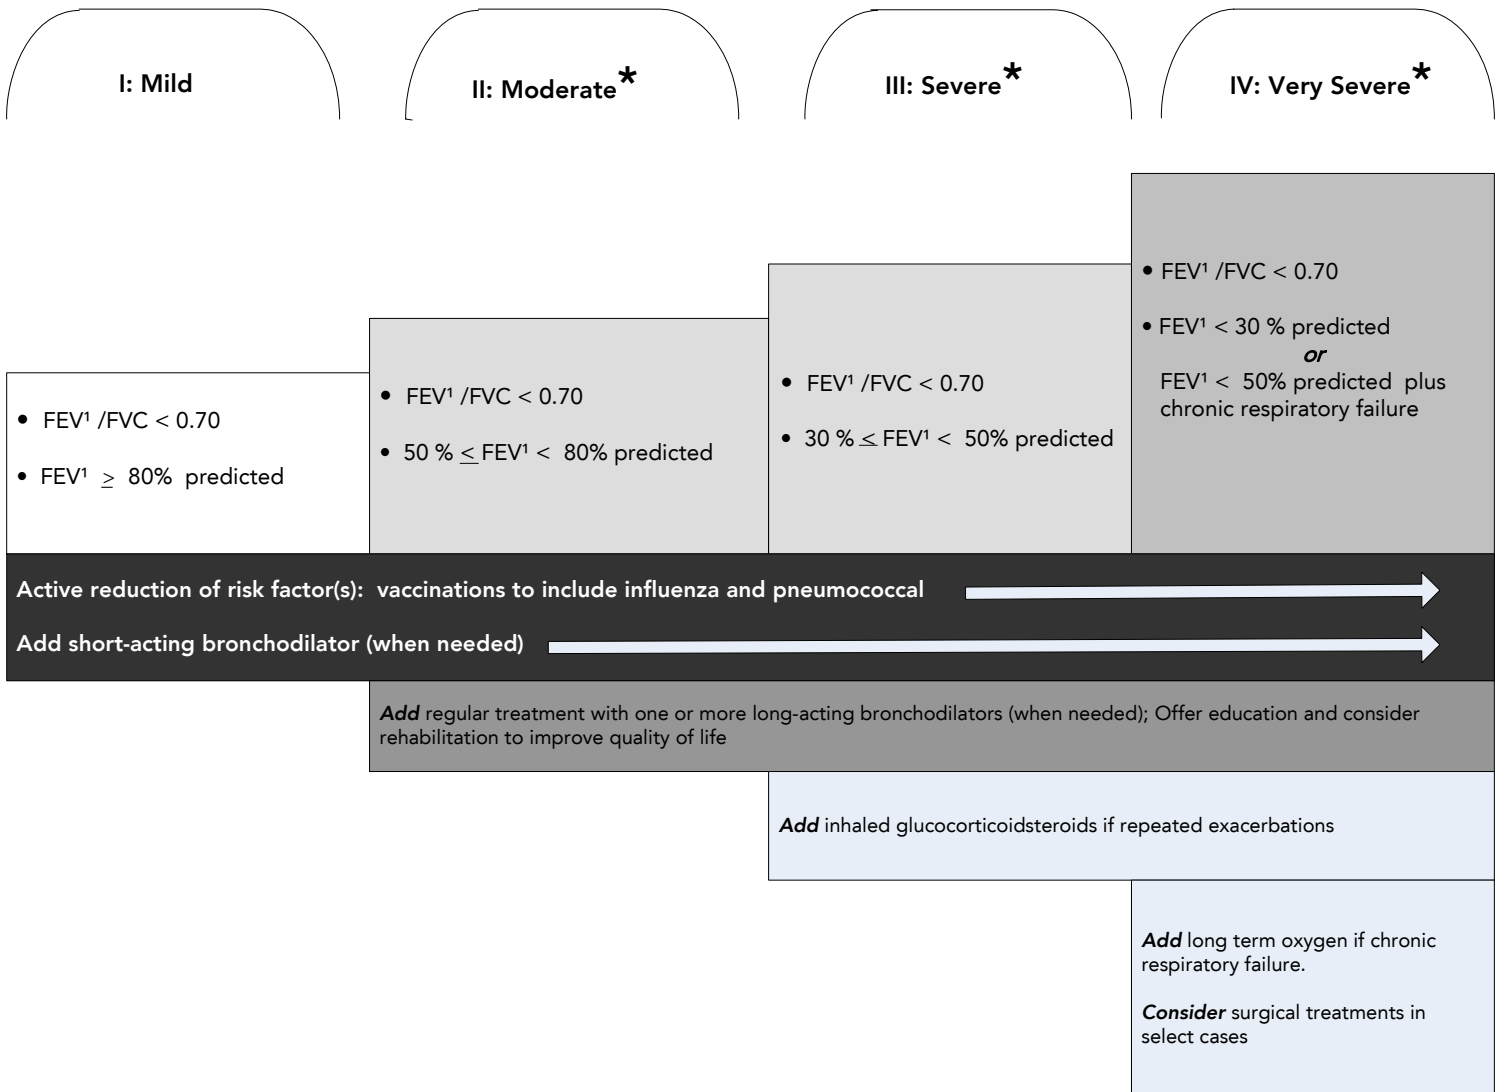 I: Mild
II: Moderate*
III: Severe*
IV: Very Severe*
• FEV¹ /FVC < 0.70
• FEV¹ ≥ 80% predicted
• FEV¹ /FVC < 0.70
• 50 % ≤ FEV¹ < 80% predicted
• FEV¹ /FVC < 0.70
• 30 % ≤ FEV¹ < 50% predicted
• FEV¹ /FVC < 0.70
• FEV¹ < 30 % predicted
or
FEV¹ < 50% predicted plus
chronic respiratory failure
Active reduction of risk factor(s): vaccinations to include influenza and pneumococcal
Add short-acting bronchodilator (when needed)
Add regular treatment with one or more long-acting bronchodilators (when needed); Offer education and consider
rehabilitation to improve quality of life
Add inhaled glucocorticoidsteroids if repeated exacerbations
Add long term oxygen if chronic
respiratory failure.
Consider surgical treatments in
select cases